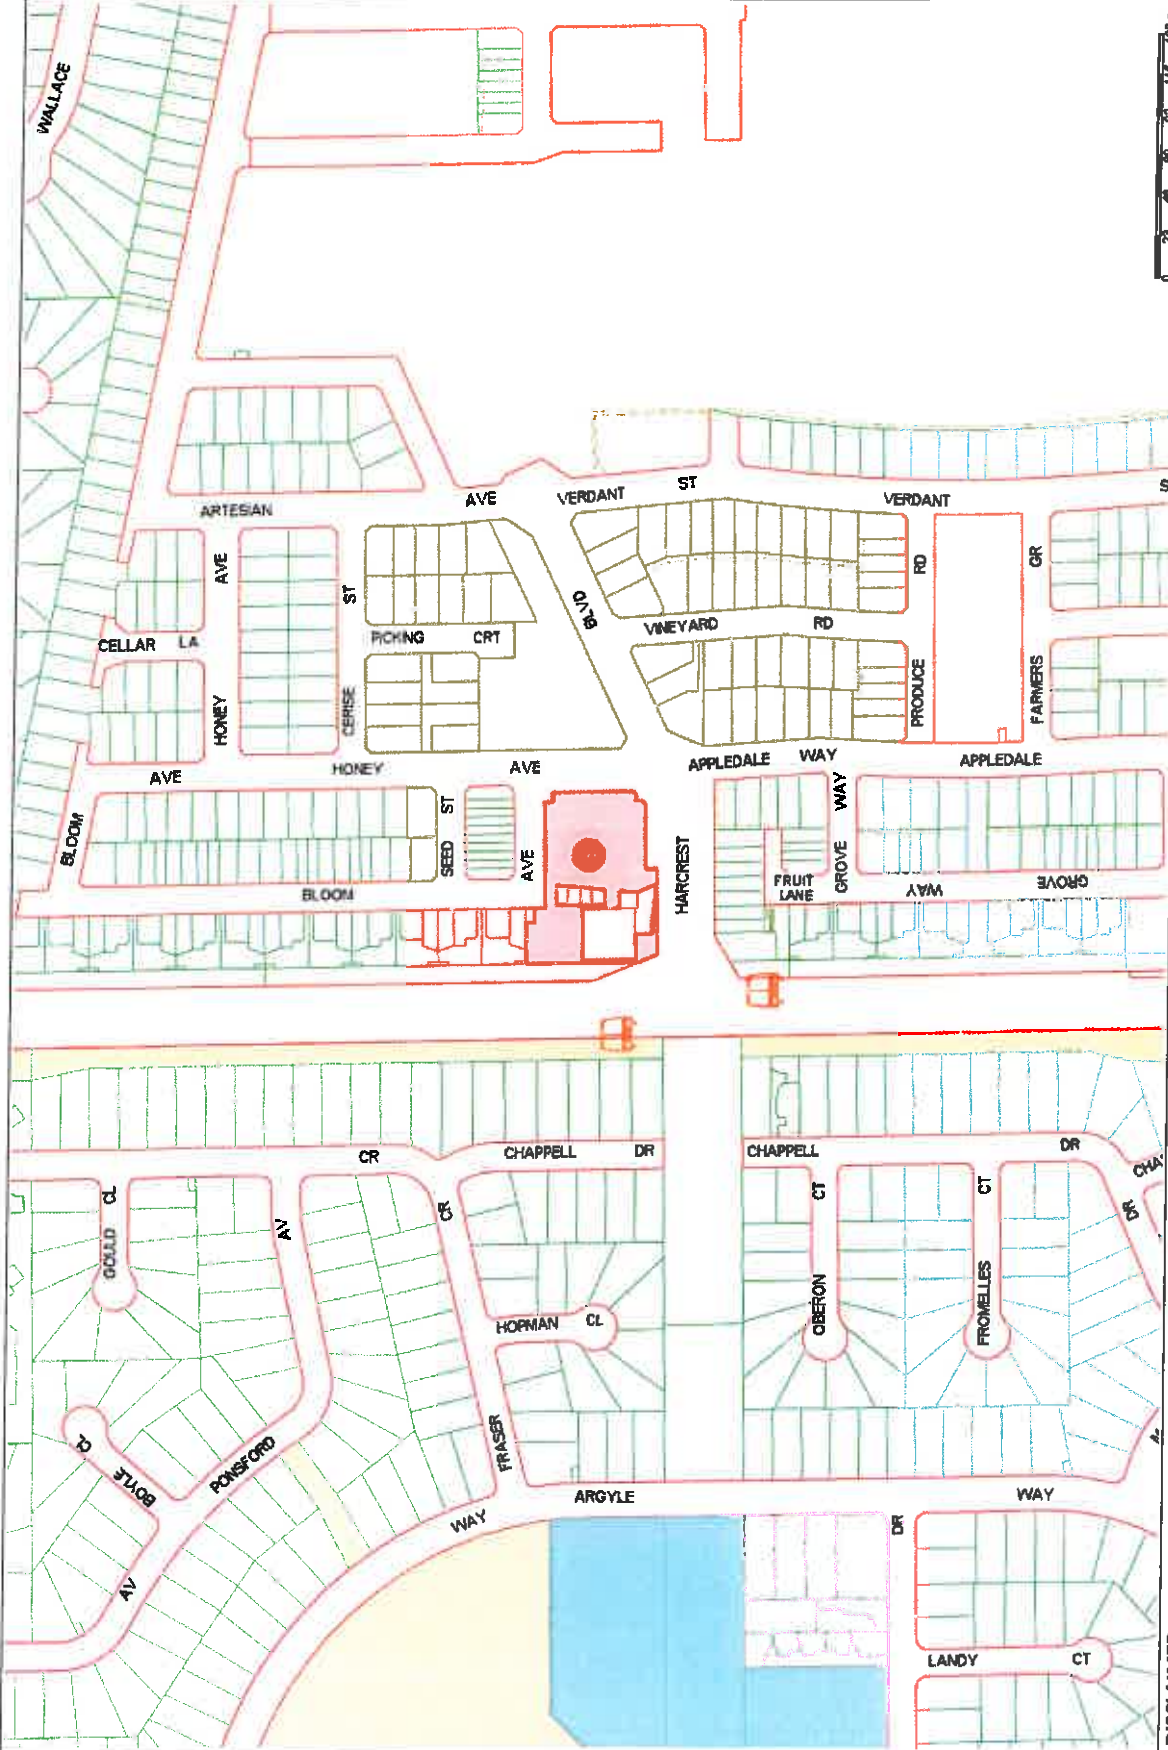 WALLACE
AVE
VERDANT
ST
VERDANT
ARTESIAN
AVE
ST
BLVD
RD
GR
CELLAR LA
PICKING CRT
VINEYARD RD
HONEY
CERISE
PRODUCE
FARMERS
AVE
HONEY
AVE
APPLEDALE WAY
APPLEDALE
BLOOM
ST
SEED
AVE
HARCREST
WAY
GROVE
FRUIT
LANE
WAY
GROVE
BLOOM
CR
CHAPPELL DR
CHAPPELL
DR
CHA
CL
GOULD
AV
CR
CT
OBERON
CT
FROMELLES
DR
HOPMAN CL
CL
BOYLE
PONSFORD
FRASER
AV
WAY
ARGYLE
WAY
DR
LANDY CT